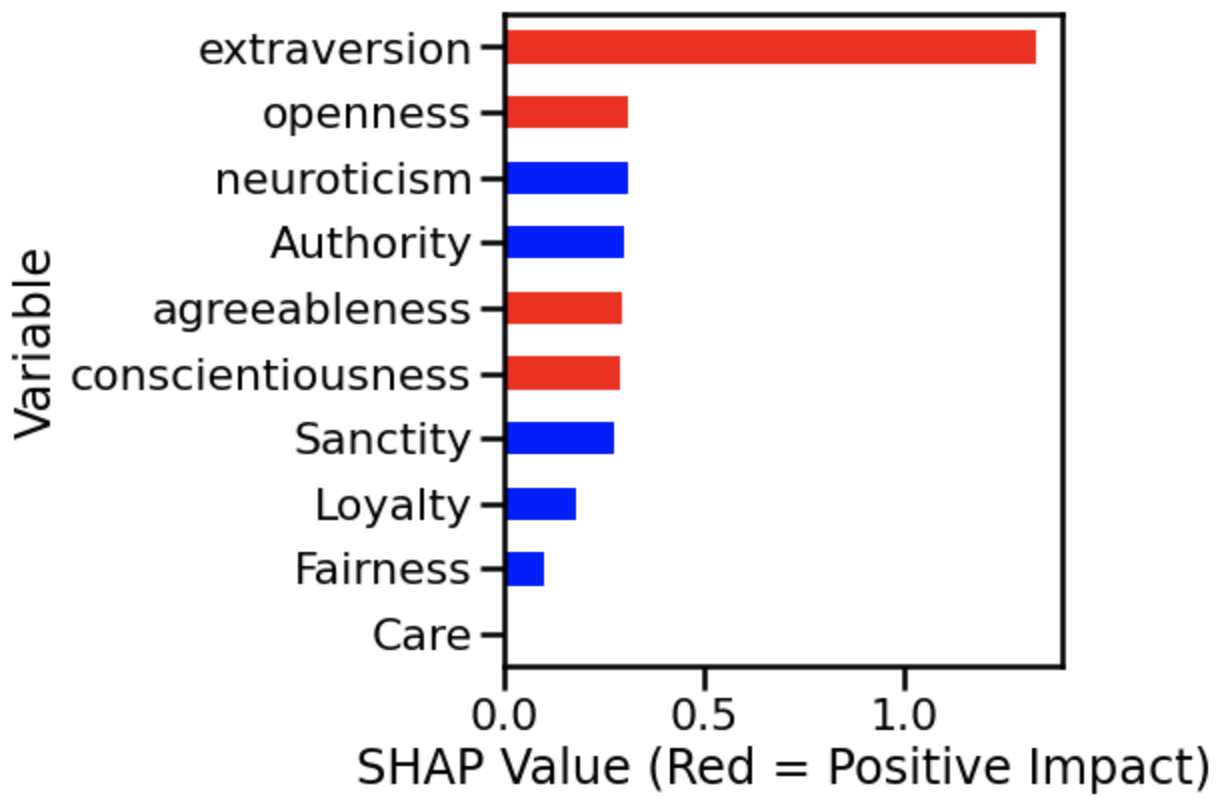 extraversion
openness
neuroticism
Authority
agreeableness
conscientiousness
Sanctity
Loyalty
Fairness
Care
Variable
0.0 0.5 1.0
SHAP Value (Red = Positive Impact)